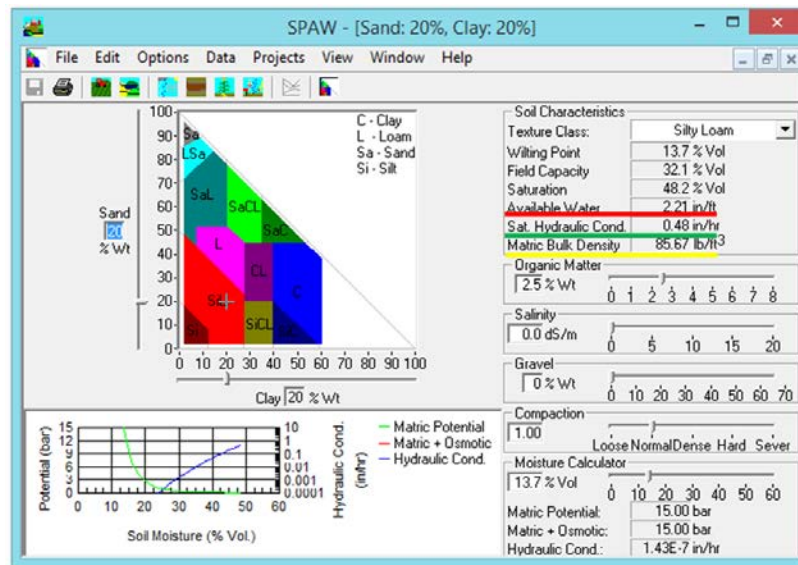 SPAW - [Sand: 20%, Clay: 20%]
File Edit Options Data Projects View Window Help
C - Clay
L - Loam
Sa - Sand
Si - Silt
100
90
80
70
60
50
40
30
20
10
0
Sand
20
% Wt
Sa
LSa
SaL
SaCL
SaC
L
CL
C
SiL
Si
SiCL
SiC
0 10 20 30 40 50 60 70 80 90 100
Clay 20 % Wt
Soil Characteristics
Texture Class: Silty Loam
Wilting Point 13.7 % Vol
Field Capacity 32.1 % Vol
Saturation 48.2 % Vol
Available Water 2.21 in/ft
Sat. Hydraulic Cond. 0.48 in/hr
Matric Bulk Density 85.67 lb/ft3
Organic Matter
2.5 % Wt
0 1 2 3 4 5 6 7 8
Salinity
0.0 dS/m
0 5 10 15 20
Gravel
0 % Wt
0 10 20 30 40 50 60 70
Compaction
1.00
Loose Normal Dense Hard Sever
Moisture Calculator
13.7 % Vol
0 10 20 30 40 50 60
Matric Potential: 15.00 bar
Matric + Osmotic: 15.00 bar
Hydraulic Cond.: 1.43E-7 in/hr
Potential (bar)
15
12
9
6
3
0
10
1
0.1
0.01
0.001
0.0001
Hydraulic Cond.
(in/hr)
0 10 20 30 40 50 60
Soil Moisture (% Vol.)
Matric Potential
Matric + Osmotic
Hydraulic Cond.